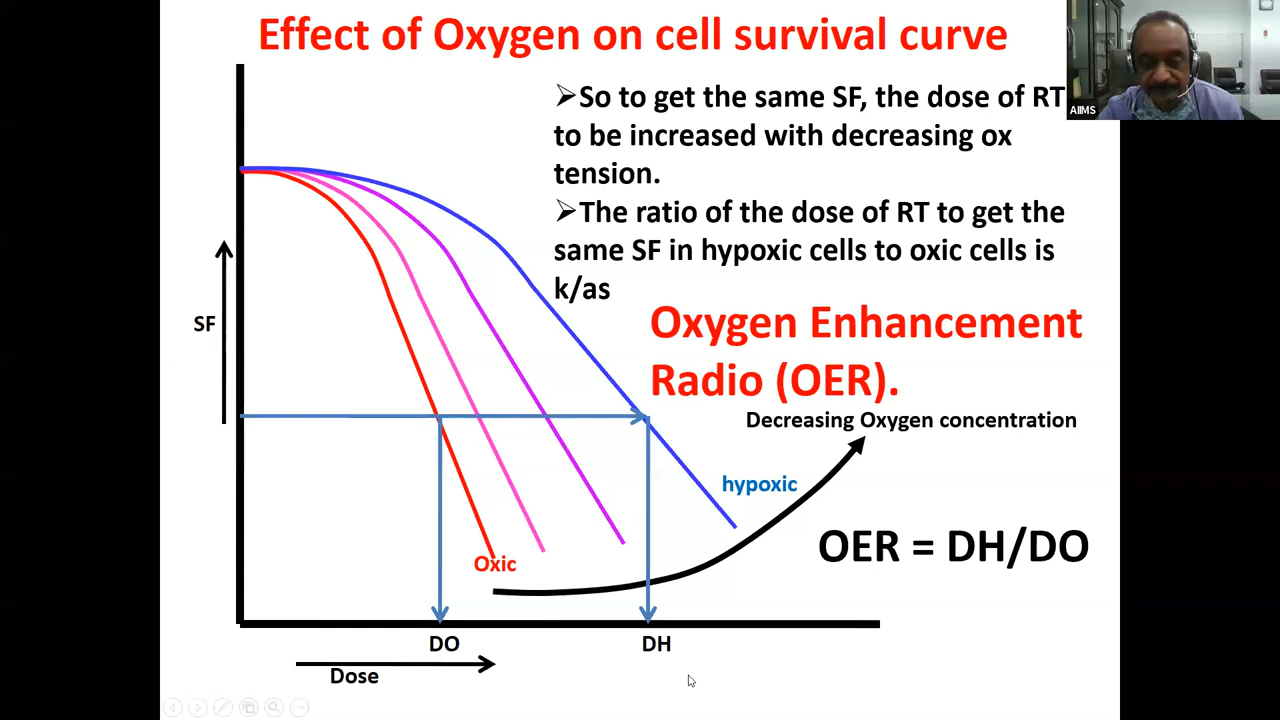 Effect of Oxygen on cell survival curve
AIIMS
➢So to get the same SF, the dose of RT
to be increased with decreasing ox
tension.
➢The ratio of the dose of RT to get the
same SF in hypoxic cells to oxic cells is
k/as
Oxygen Enhancement
Radio (OER).
SF
Decreasing Oxygen concentration
hypoxic
OER = DH/DO
Oxic
DO
DH
Dose